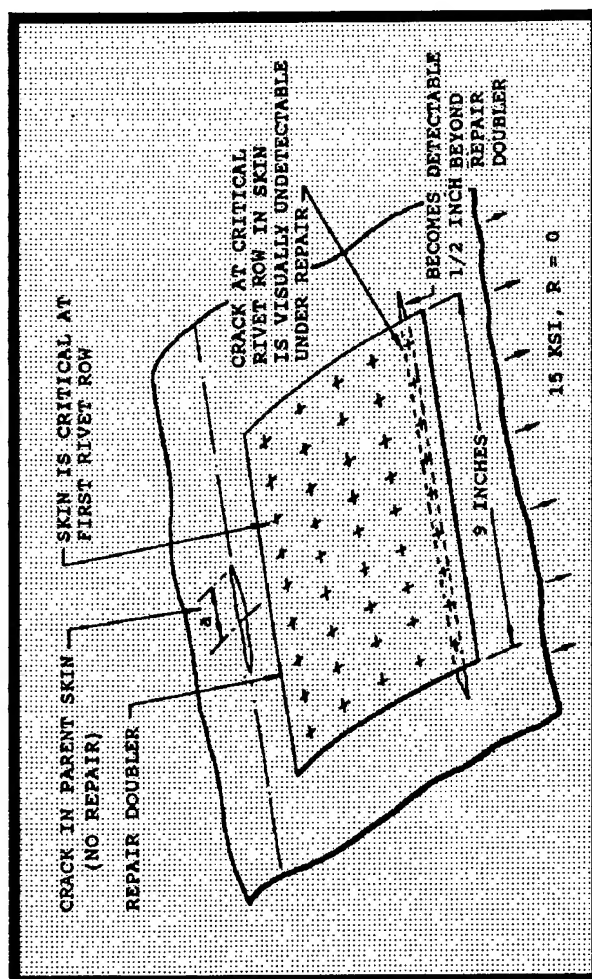 CRACK IN PARENT SKIN
(NO REPAIR)
REPAIR DOUBLER
SKIN IS CRITICAL AT
FIRST RIVET ROW
a
CRACK AT CRITICAL
RIVET ROW IN SKIN
IS VISUALLY UNDETECTABLE
UNDER REPAIR
BECOMES DETECTABLE
1/2 INCH BEYOND
REPAIR
DOUBLER
9 INCHES
15 KSI, R = 0